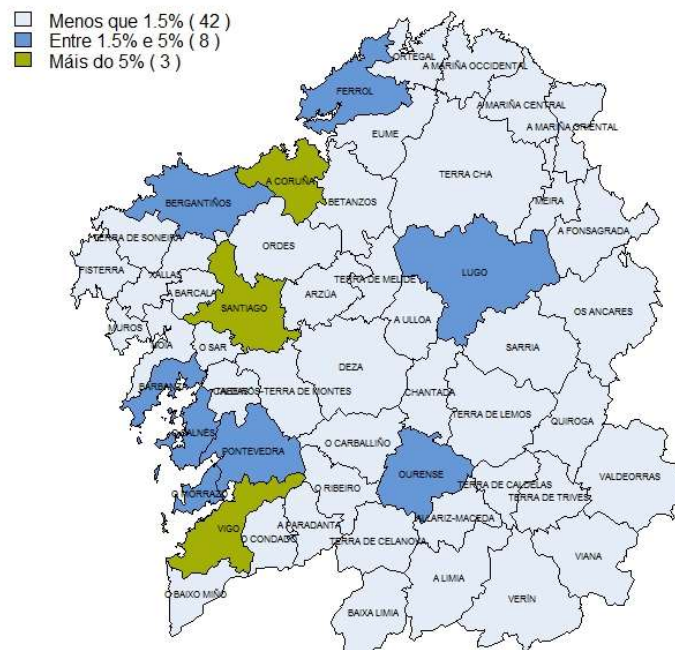 Menos que 1.5% ( 42 )
Entre 1.5% e 5% ( 8 )
Máis do 5% ( 3 )
ORTEGAL
A MARIÑA OCCIDENTAL
FERROL
A MARIÑA CENTRAL
A MARIÑA ORIENTAL
EUME
A CORUÑA
TERRA CHA
BERGANTIÑOS
BETANZOS
MEIRA
A FONSAGRADA
TERRA DE SONEIRA
ORDES
FISTERRA
XALLAS
TERRA DE MELIDE
LUGO
A BARCALA
ARZÚA
SANTIAGO
OS ANCARES
A ULLOA
MUROS
NOIA
O SAR
SARRIA
DEZA
BARBANZA
TERRA DE MONTES
CHANTADA
TERRA DE LEMOS
QUIROGA
PONTEVEDRA
O CARBALLIÑO
OURENSE
VALDEORRAS
O RIBEIRO
TERRA DE CALDELAS
O MORRAZO
TERRA DE TRIVES
ALLARIZ-MACEDA
VIGO
A PARADANTA
O CONDADO
TERRA DE CELANOVA
VIANA
A LIMIA
O BAIXO MIÑO
VERÍN
BAIXA LIMIA